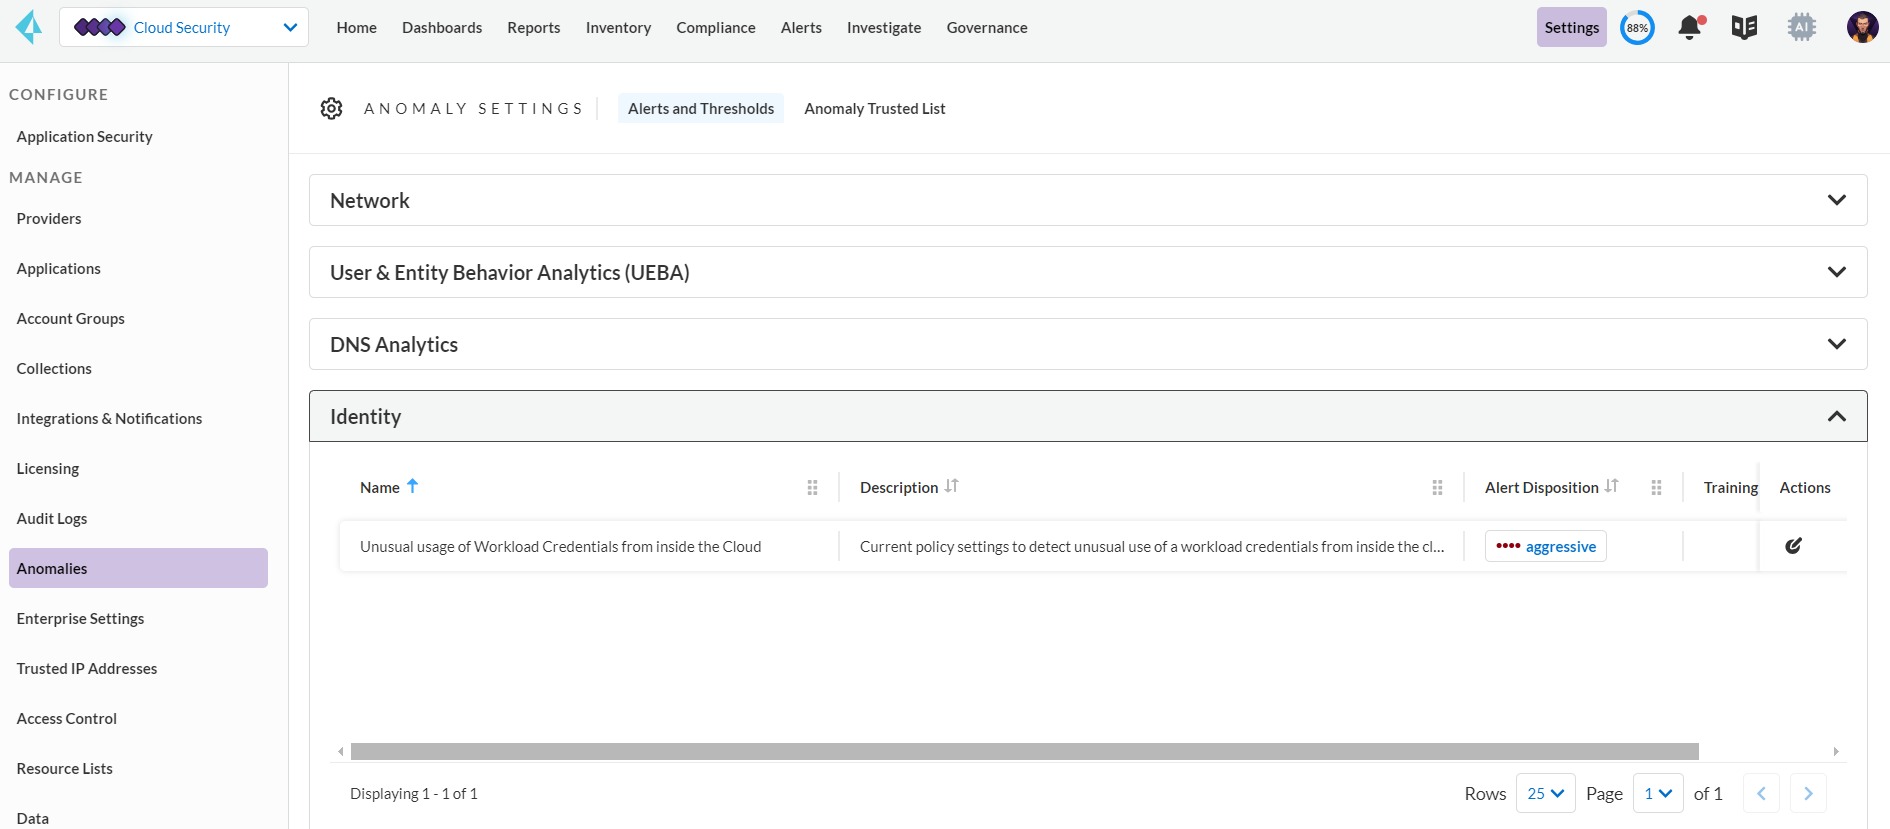 Cloud Security
Home Dashboards Reports Inventory Compliance Alerts Investigate Governance
Settings 88% AI
CONFIGURE
Application Security
MANAGE
Providers
Applications
Account Groups
Collections
Integrations & Notifications
Licensing
Audit Logs
Anomalies
Enterprise Settings
Trusted IP Addresses
Access Control
Resource Lists
Data
ANOMALY SETTINGS Alerts and Thresholds Anomaly Trusted List
Network
User & Entity Behavior Analytics (UEBA)
DNS Analytics
Identity
Name Description Alert Disposition Training Actions
Unusual usage of Workload Credentials from inside the Cloud Current policy settings to detect unusual use of a workload credentials from inside the cl... aggressive
Displaying 1 - 1 of 1 Rows 25 Page 1 of 1